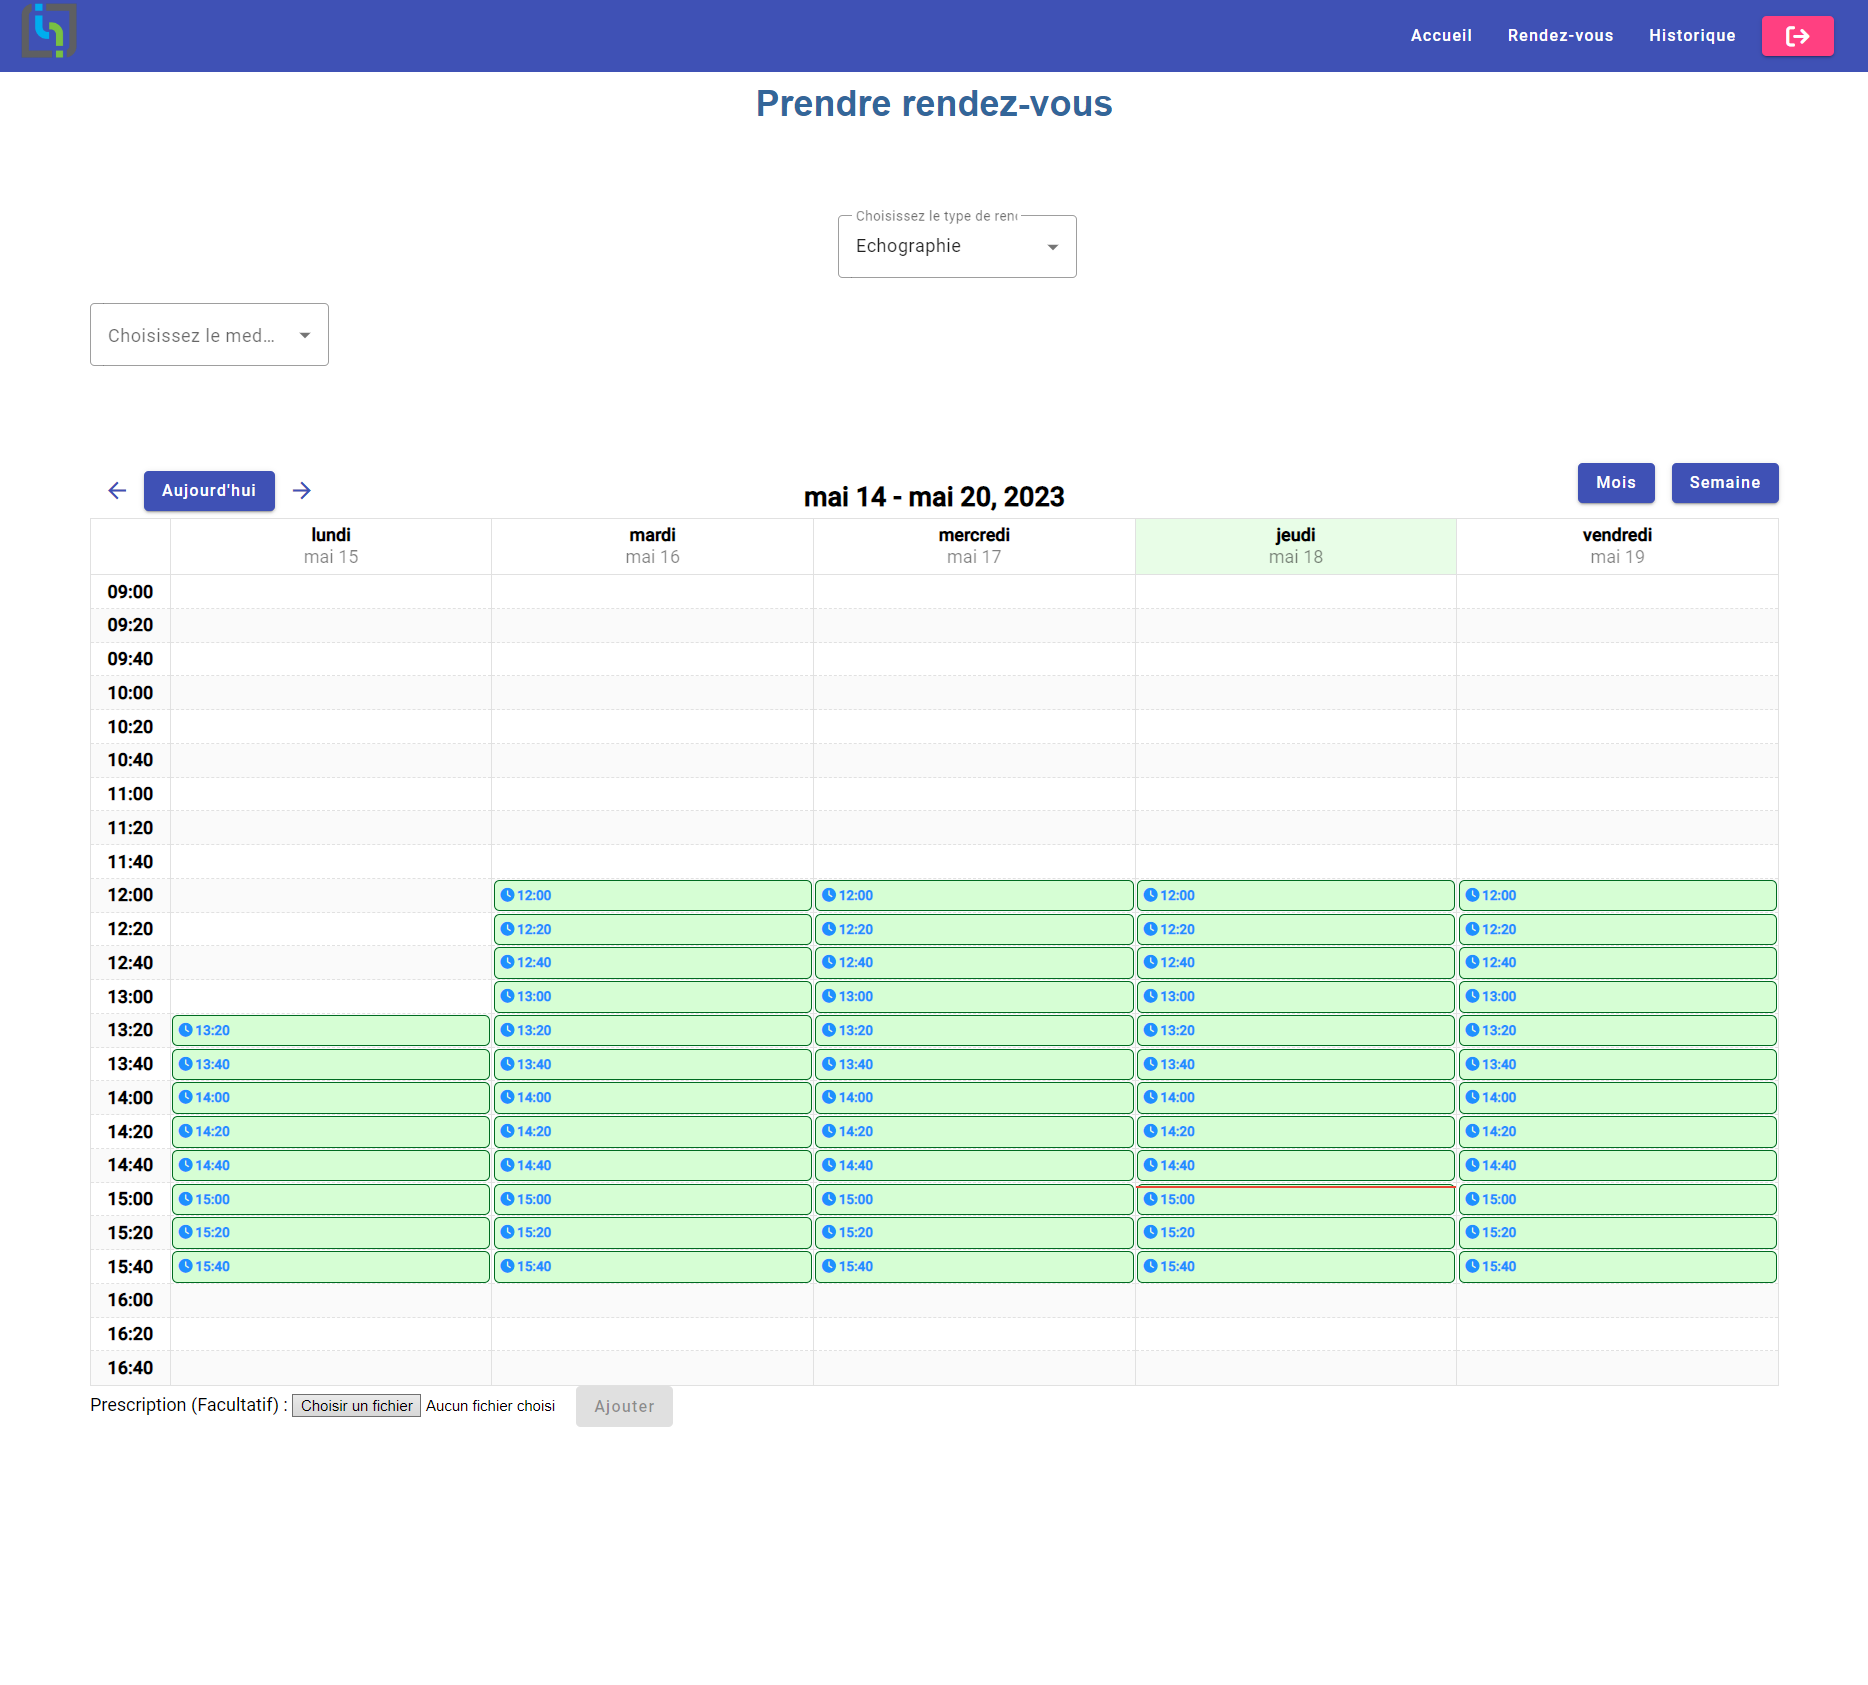 Accueil Rendez-vous Historique
Prendre rendez-vous
Choisissez le type de
Echographie
Choisissez le med...
Aujourd'hui
mai 14 - mai 20, 2023
Mois Semaine
lundi mardi mercredi jeudi vendredi
mai 15 mai 16 mai 17 mai 18 mai 19
09:00
09:20
09:40
10:00
10:20
10:40
11:00
11:20
11:40
12:00 12:00 12:00 12:00 12:00
12:20 12:20 12:20 12:20 12:20
12:40 12:40 12:40 12:40 12:40
13:00 13:00 13:00 13:00 13:00
13:20 13:20 13:20 13:20 13:20 13:20
13:40 13:40 13:40 13:40 13:40 13:40
14:00 14:00 14:00 14:00 14:00 14:00
14:20 14:20 14:20 14:20 14:20 14:20
14:40 14:40 14:40 14:40 14:40 14:40
15:00 15:00 15:00 15:00 15:00 15:00
15:20 15:20 15:20 15:20 15:20 15:20
15:40 15:40 15:40 15:40 15:40 15:40
16:00
16:20
16:40
Prescription (Facultatif) : Choisir un fichier Aucun fichier choisi Ajouter